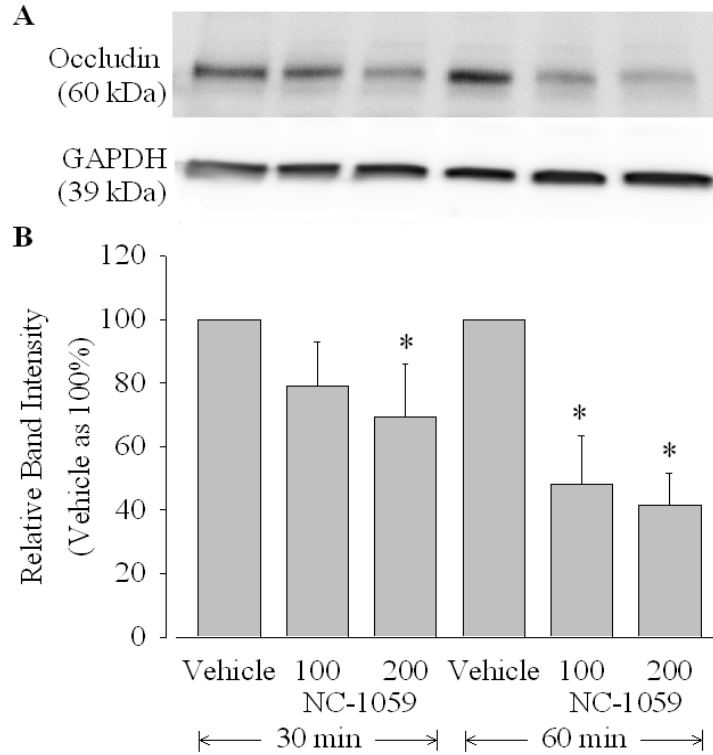 A
Occludin
(60 kDa)
GAPDH
(39 kDa)
B
Relative Band Intensity
(Vehicle as 100%)
120
100
80
60
40
20
0
*
*
*
Vehicle 100 200 Vehicle 100 200
NC-1059 NC-1059
30 min 60 min